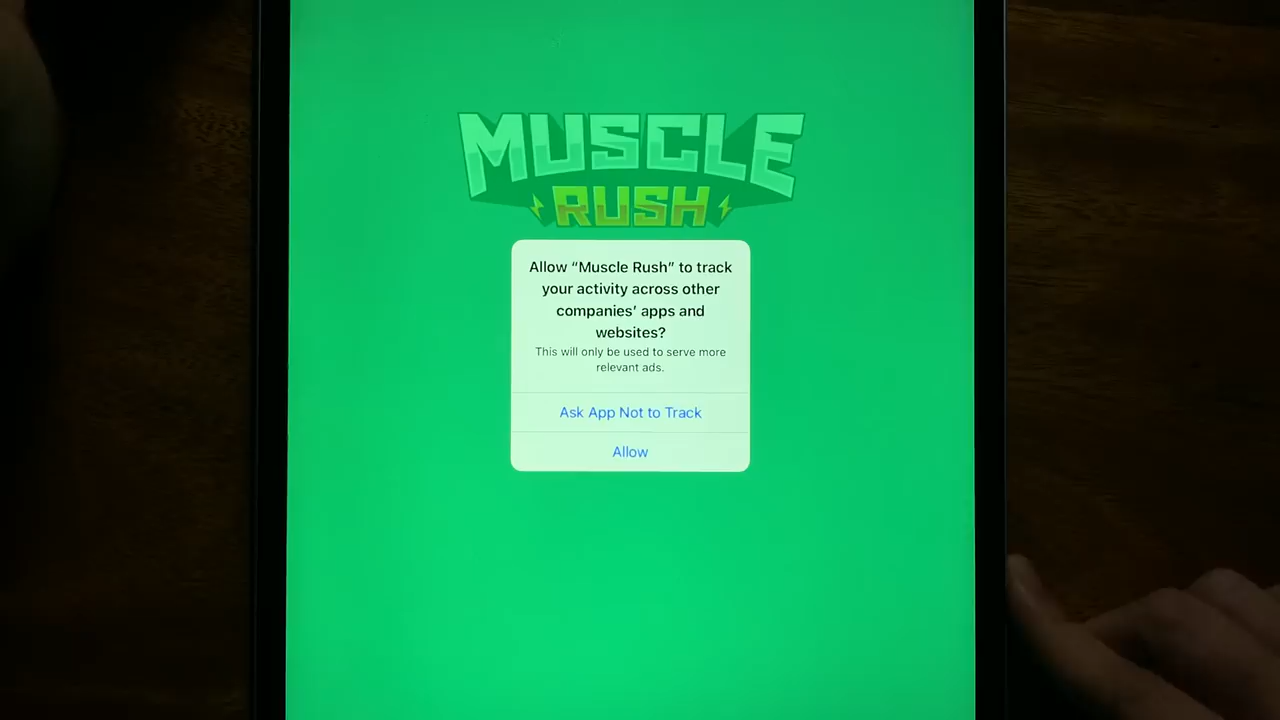 MUSCLE
RUSH
Allow “Muscle Rush” to track
your activity across other
companies’ apps and
websites?
This will only be used to serve more
relevant ads.
Ask App Not to Track
Allow